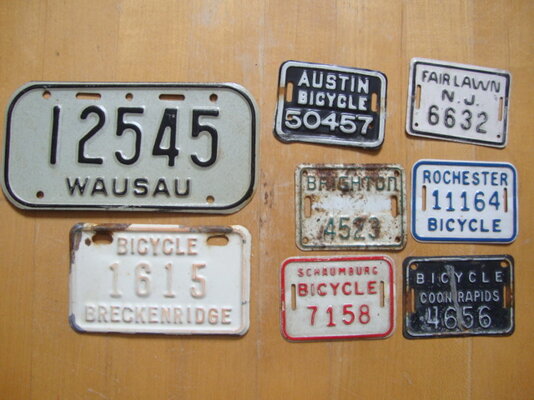 12545
WAUSAU
BICYCLE
1615
BRECKENRIDGE
AUSTIN
BICYCLE
50457
FAIR LAWN
N.J.
6632
BRIGHTON
4523
ROCHESTER
11164
BICYCLE
SCHAUMBURG
BICYCLE
7158
BICYCLE
COON RAPIDS
4656